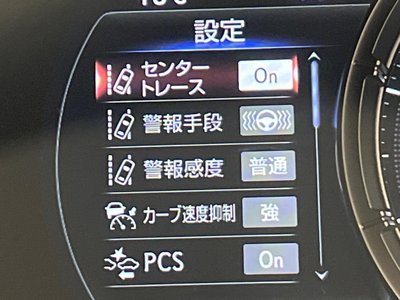 設定
センター
トレース On
警報手段
警報感度 普通
カーブ速度抑制 強
PCS On